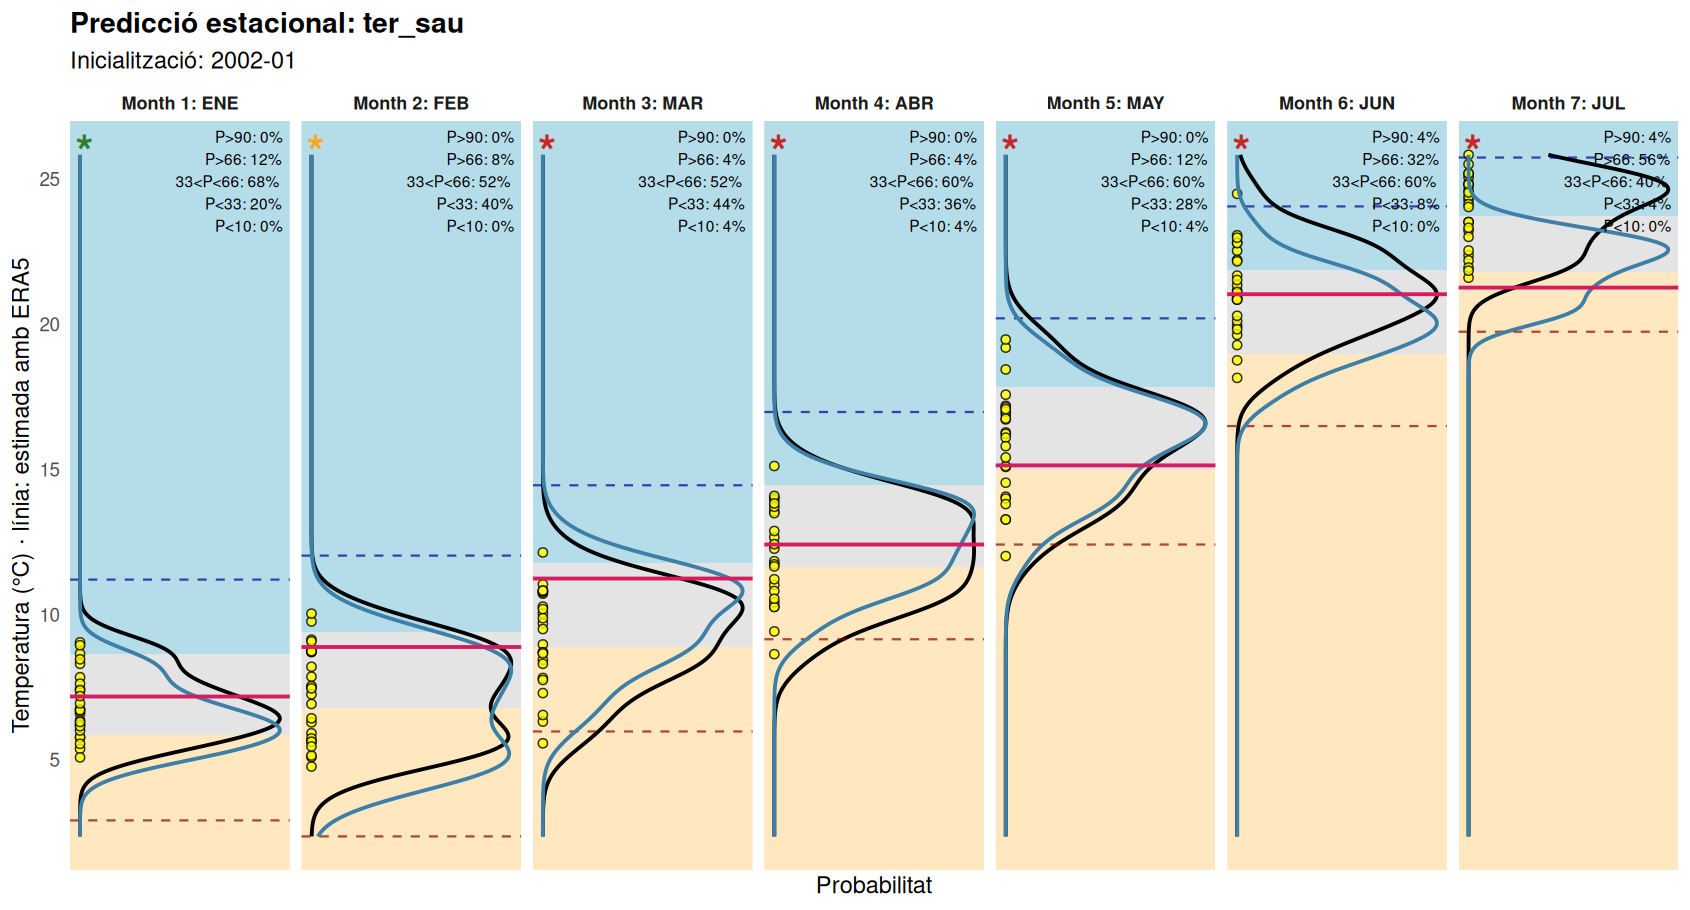 Predicció estacional: ter_sau
Inicialització: 2002-01
Month 1: ENE
Month 2: FEB
Month 3: MAR
Month 4: ABR
Month 5: MAY
Month 6: JUN
Month 7: JUL
*
P>90: 0%
P>66: 12%
33<P<66: 68%
P<33: 20%
P<10: 0%
*
P>90: 0%
P>66: 8%
33<P<66: 52%
P<33: 40%
P<10: 0%
*
P>90: 0%
P>66: 4%
33<P<66: 52%
P<33: 44%
P<10: 4%
*
P>90: 0%
P>66: 4%
33<P<66: 60%
P<33: 36%
P<10: 4%
*
P>90: 0%
P>66: 12%
33<P<66: 60%
P<33: 28%
P<10: 4%
*
P>90: 4%
P>66: 32%
33<P<66: 60%
P<33: 8%
P<10: 0%
*
P>90: 4%
P>66: 56%
33<P<66: 40%
P<33: 4%
P<10: 0%
25
20
15
10
5
Temperatura (°C) · línia: estimada amb ERA5
Probabilitat